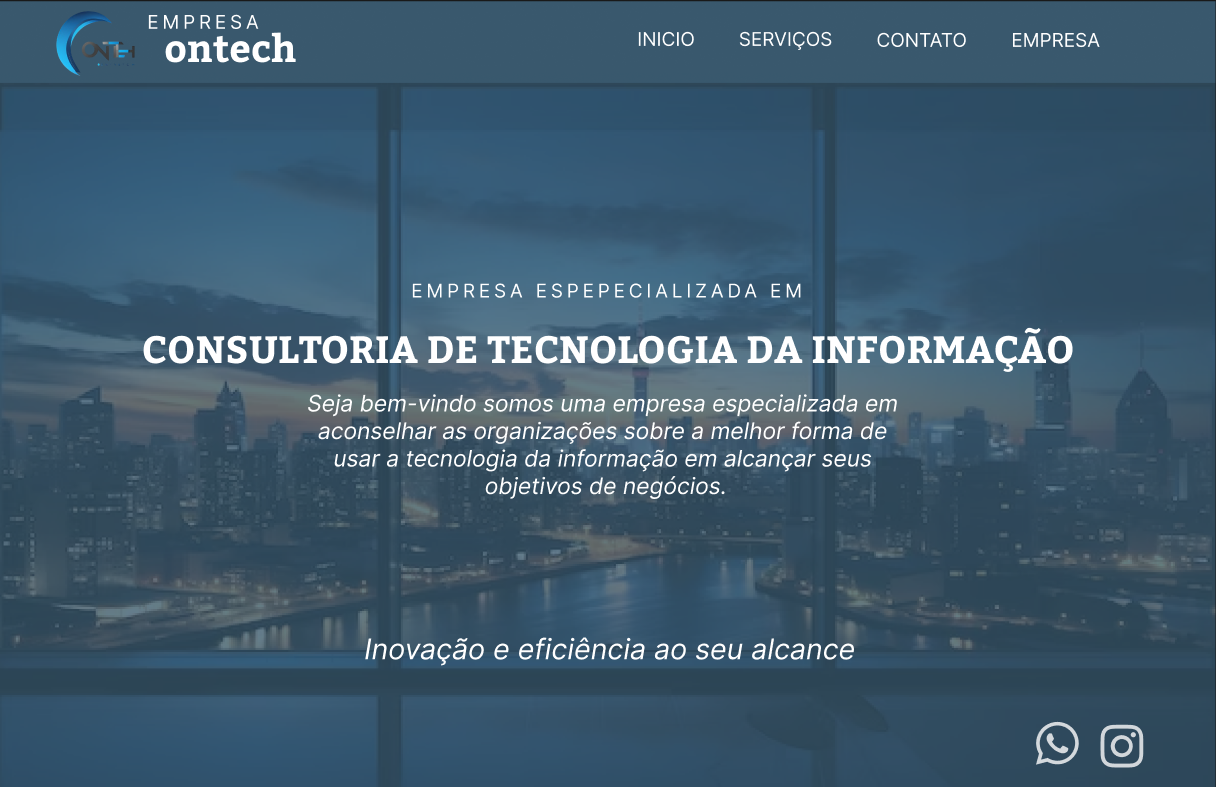 EMPRESA
ontech
ONTEH
INICIO
SERVIÇOS
CONTATO
EMPRESA
EMPRESA ESPEPECIALIZADA EM
CONSULTORIA DE TECNOLOGIA DA INFORMAÇÃO
Seja bem-vindo somos uma empresa especializada em
aconselhar as organizações sobre a melhor forma de
usar a tecnologia da informação em alcançar seus
objetivos de negócios.
Inovação e eficiência ao seu alcance